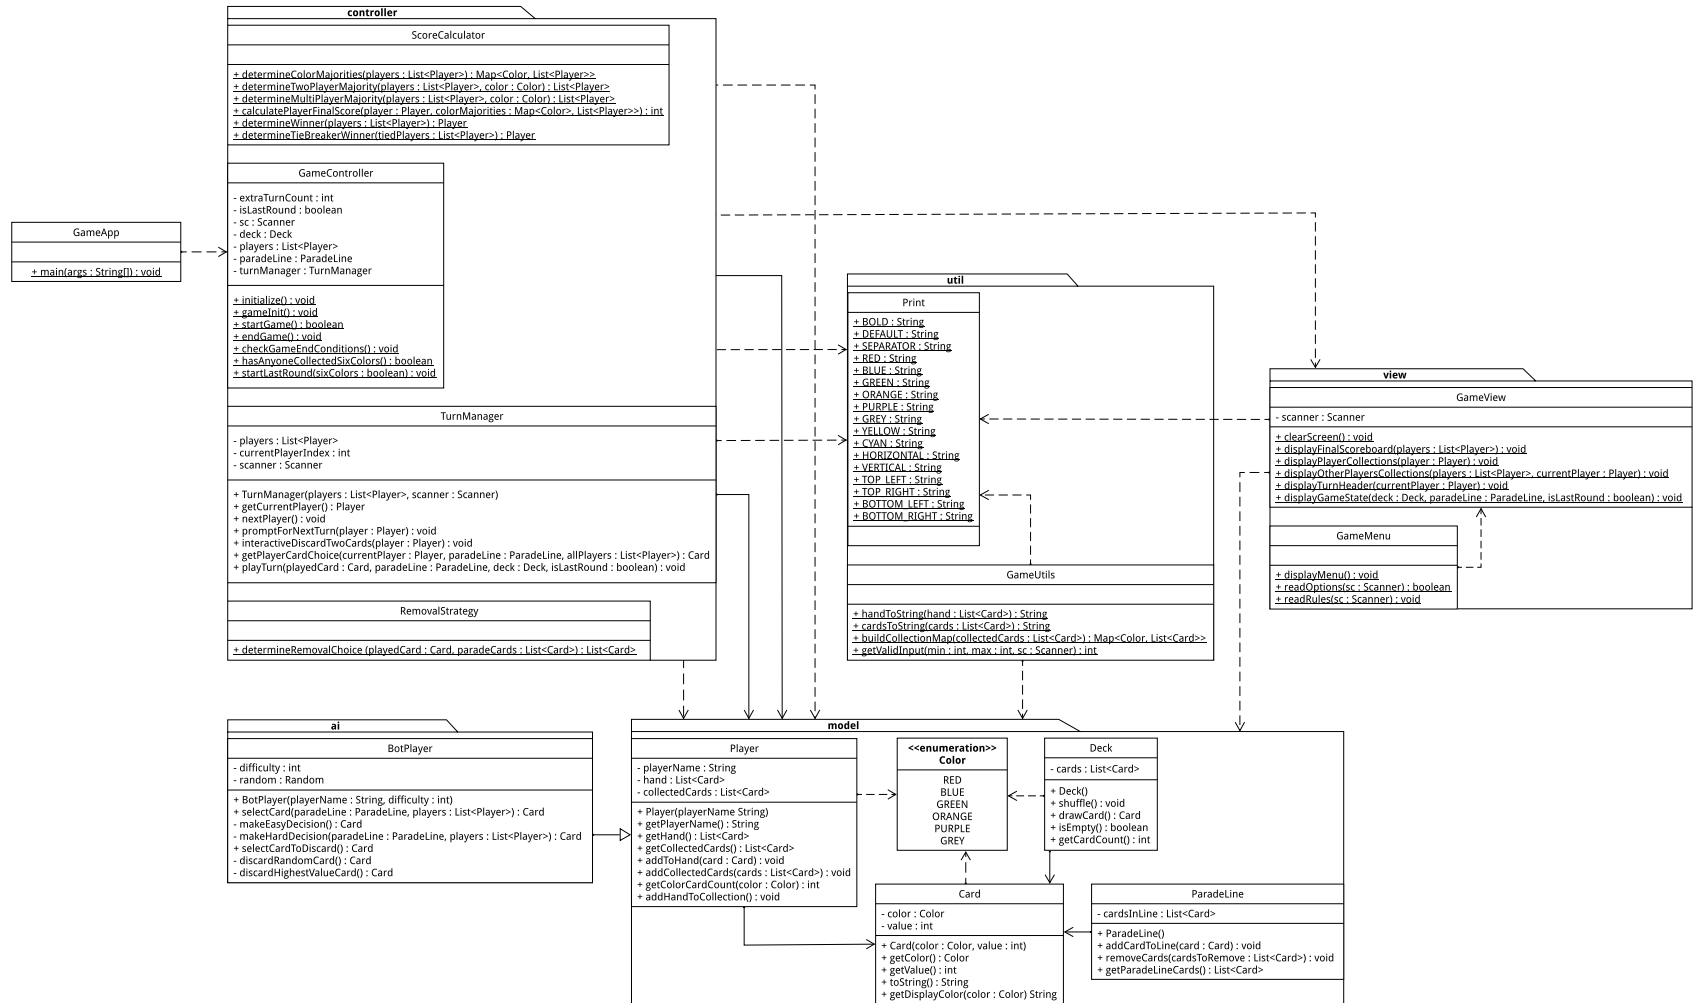 controller
ScoreCalculator
+ determineColorMajorities(players : List<Player>) : Map<Color, List<Player>>
+ determineTwoPlayerMajority(players : List<Player>, color : Color) : List<Player>
+ determineMultiPlayerMajority(players : List<Player>, color : Color) : List<Player>
+ calculatePlayerFinalScore(player : Player, colorMajorities : Map<Color>, List<Player>>) : int
+ determineWinner(players : List<Player>) : Player
+ determineTieBreakerWinner(tiedPlayers : List<Player>) : Player
GameController
- extraTurnCount : int
- isLastRound : boolean
- sc : Scanner
- deck : Deck
- players : List<Player>
- paradeLine : ParadeLine
- turnManager : TurnManager
+ initialize() : void
+ gameInit() : void
+ startGame() : boolean
+ endGame() : void
+ checkGameEndConditions() : void
+ hasAnyoneCollectedSixColors() : boolean
+ startLastRound(sixColors : boolean) : void
GameApp
+ main(args : String[]) : void
TurnManager
- players : List<Player>
- currentPlayerIndex : int
- scanner : Scanner
+ TurnManager(players : List<Player>, scanner : Scanner)
+ getCurrentPlayer() : Player
+ nextPlayer() : void
+ promptForNextTurn(player : Player) : void
+ interactiveDiscardTwoCards(player : Player) : void
+ getPlayerCardChoice(currentPlayer : Player, paradeLine : ParadeLine, allPlayers : List<Player>) : Card
+ playTurn(playedCard : Card, paradeLine : ParadeLine, deck : Deck, isLastRound : boolean) : void
RemovalStrategy
+ determineRemovalChoice (playedCard : Card, paradeCards : List<Card>) : List<Card>
util
Print
+ BOLD : String
+ DEFAULT : String
+ SEPARATOR : String
+ RED : String
+ BLUE : String
+ GREEN : String
+ ORANGE : String
+ PURPLE : String
+ GREY : String
+ YELLOW : String
+ CYAN : String
+ HORIZONTAL : String
+ VERTICAL : String
+ TOP_LEFT : String
+ TOP_RIGHT : String
+ BOTTOM_LEFT : String
+ BOTTOM_RIGHT : String
GameUtils
+ handToString(hand : List<Card>) : String
+ cardsToString(cards : List<Card>) : String
+ buildCollectionMap(collectedCards : List<Card>) : Map<Color, List<Card>>
+ getValidInput(min : int, max : int, sc : Scanner) : int
view
GameView
- scanner : Scanner
+ clearScreen() : void
+ displayFinalScoreboard(players : List<Player>) : void
+ displayPlayerCollections(player : Player) : void
+ displayOtherPlayersCollections(players : List<Player>, currentPlayer : Player) : void
+ displayTurnHeader(currentPlayer : Player) : void
+ displayGameState(deck : Deck, paradeLine : ParadeLine, isLastRound : boolean) : void
GameMenu
+ displayMenu() : void
+ readOptions(sc : Scanner) : boolean
+ readRules(sc : Scanner) : void
ai
BotPlayer
- difficulty : int
- random : Random
+ BotPlayer(playerName : String, difficulty : int)
+ selectCard(paradeLine : ParadeLine, players : List<Player>) : Card
- makeEasyDecision() : Card
- makeHardDecision(paradeLine : ParadeLine, players : List<Player>) : Card
+ selectCardToDiscard() : Card
- discardRandomCard() : Card
- discardHighestValueCard() : Card
model
Player
- playerName : String
- hand : List<Card>
- collectedCards : List<Card>
+ Player(playerName String)
+ getPlayerName() : String
+ getHand() : List<Card>
+ getCollectedCards() : List<Card>
+ addToHand(card : Card) : void
+ addCollectedCards(cards : List<Card>) : void
+ getColorCardCount(color : Color) : int
+ addHandToCollection() : void
<<enumeration>>
Color
RED
BLUE
GREEN
ORANGE
PURPLE
GREY
Deck
- cards : List<Card>
+ Deck()
+ shuffle() : void
+ drawCard() : Card
+ isEmpty() : boolean
+ getCardCount() : int
Card
- color : Color
- value : int
+ Card(color : Color, value : int)
+ getColor() : Color
+ getValue() : int
+ toString() : String
+ getDisplayColor(color : Color) String
ParadeLine
- cardsInLine : List<Card>
+ ParadeLine()
+ addCardToLine(card : Card) : void
+ removeCards(cardsToRemove : List<Card>) : void
+ getParadeLineCards() : List<Card>